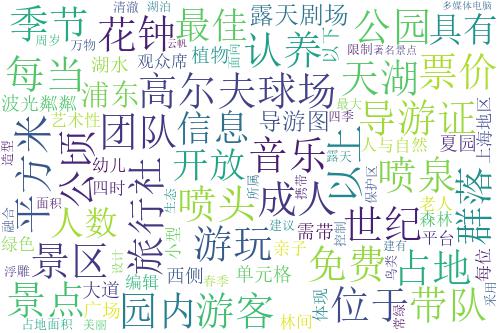 季节
清澈
湖泊
最佳
露天剧场
公园
具有
多媒体电脑
周岁
万物
云帆
花钟
观众席
植物
认养
以下
限制
著名景点
每当
湖水
面向
天湖
票价
波光粼粼
浦东
高尔夫球场
导游证
上海地区
艺术性
导游图
四季
平方米
公顷
团队
信息
最大
人与自然
夏园
造型
幼儿
开放
音乐
以上
露天
保护区
喷泉
群落
人数
四时
旅行社
喷头
成人
所属
携带
老人
面积
生态
世纪
森林
融合
绿色
景区
小型
需带
建议
控制
平台
每位
浮雕
游玩
亲子
免费
鸟类
建有
占地
采用
景点
大道
编辑
西侧
单元格
设计
春季
体现
常绿
占地面积
美丽
广场
园内
游客
林间
位于
带队